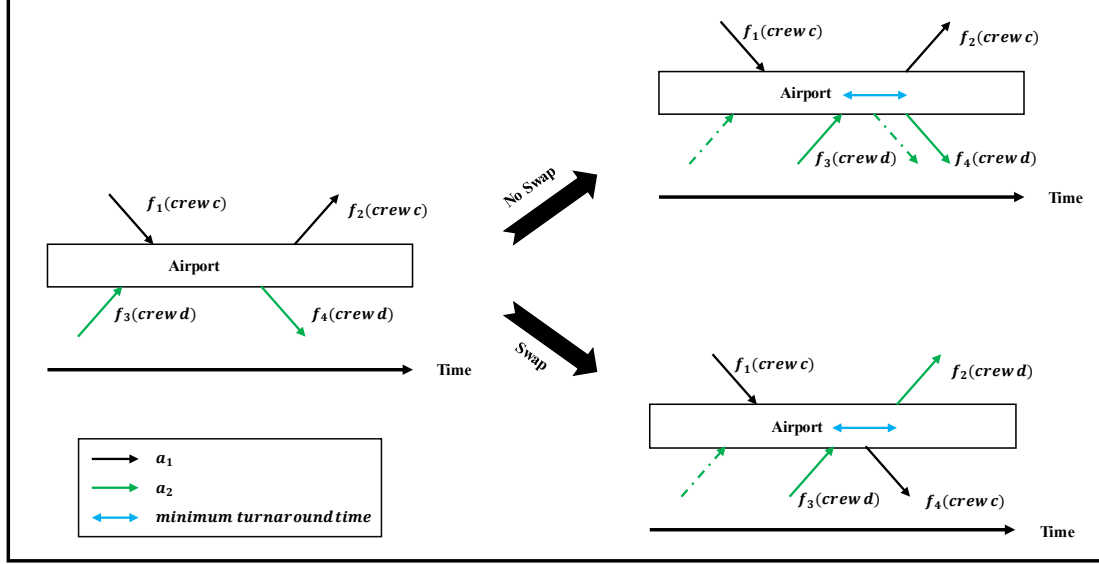 f₁(crew c)
f₂(crew c)
Airport
f₃(crew d)
f₄(crew d)
Time
a₁
a₂
minimum turnaround time
No Swap
Swap
f₁(crew c)
f₂(crew c)
Airport
f₃(crew d)
f₄(crew d)
Time
f₁(crew c)
f₂(crew d)
Airport
f₃(crew d)
f₄(crew c)
Time